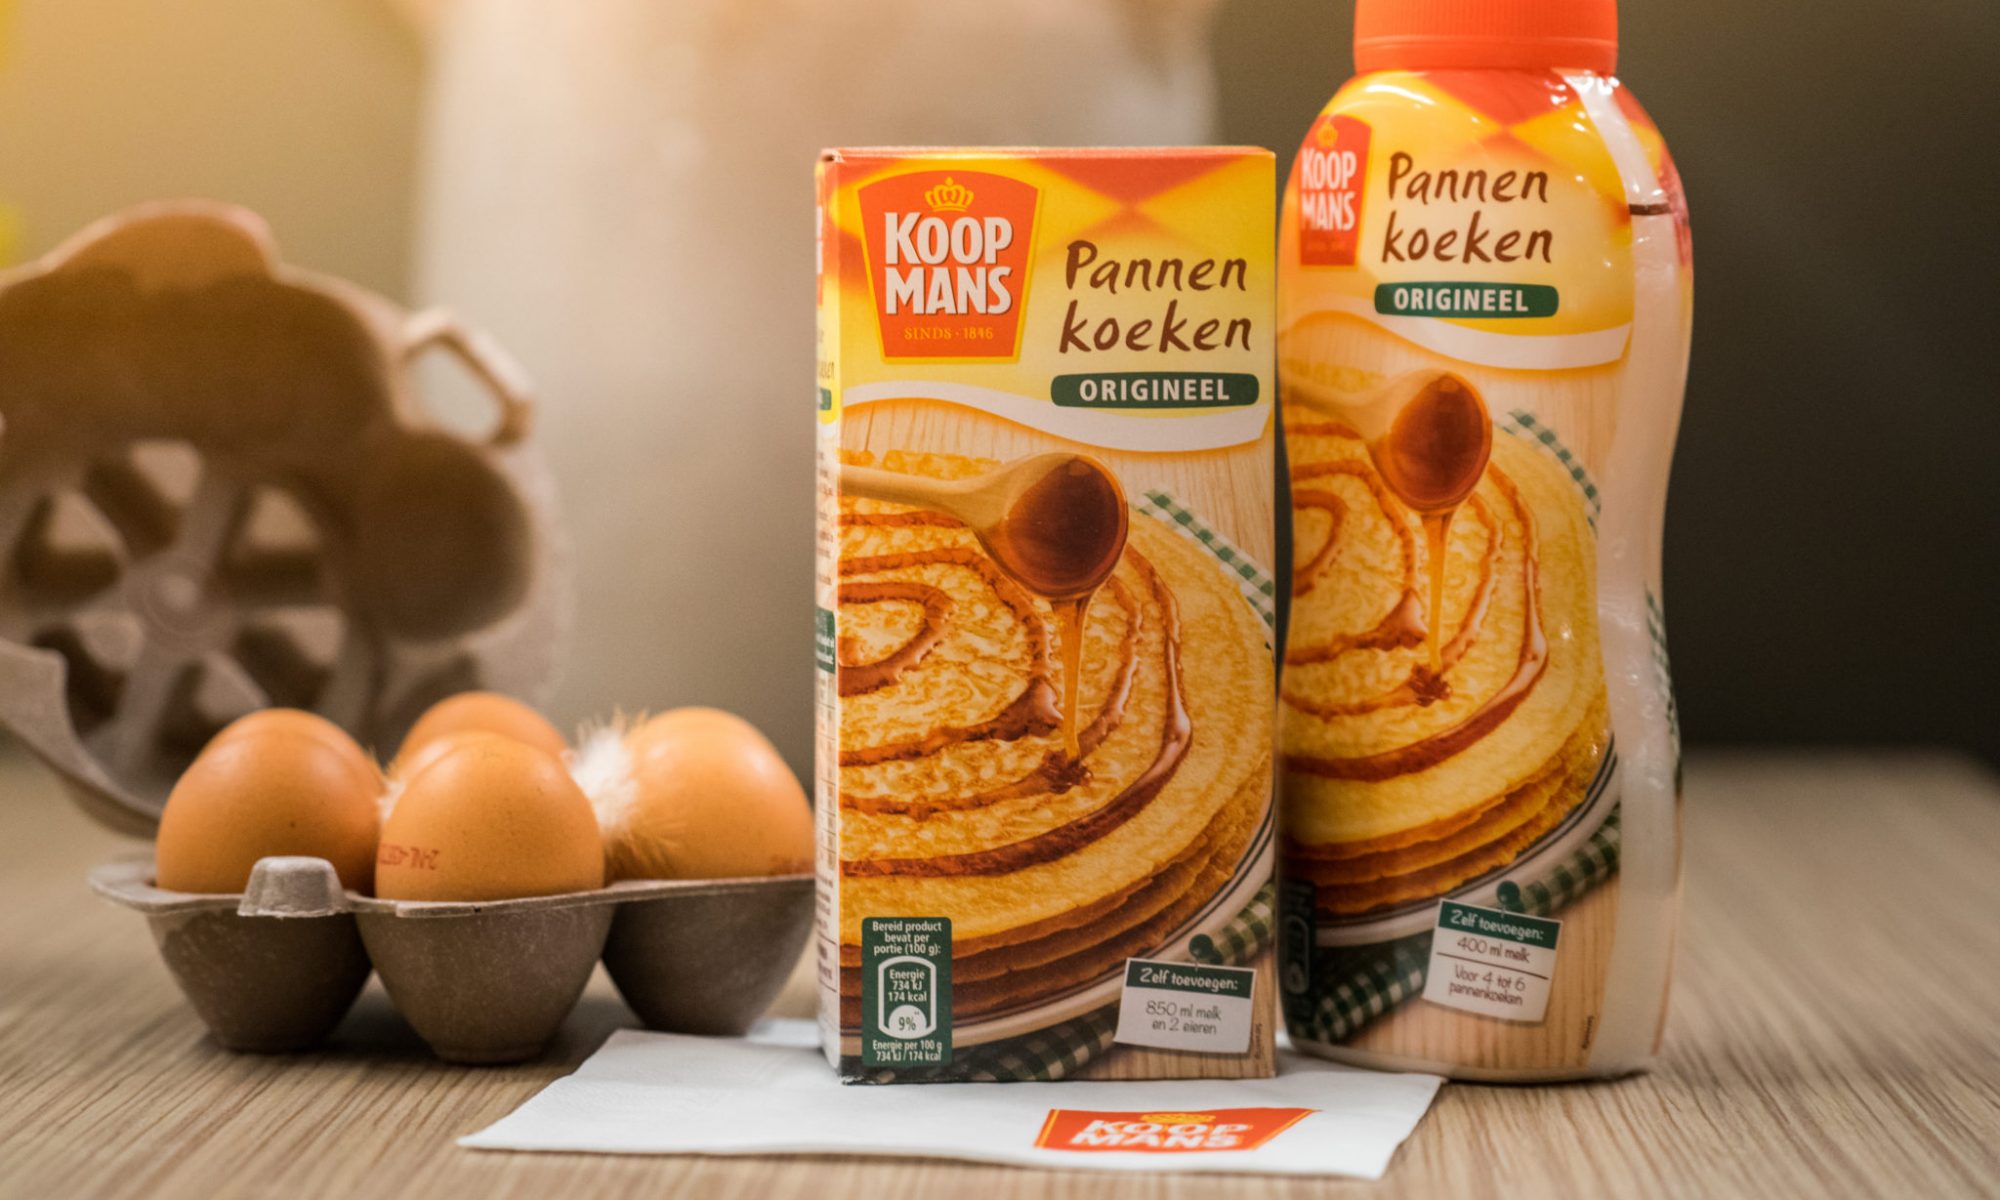 KOOP
MANS
SINDS · 1846
Pannen
koeken
ORIGINEEL
Bereid product
bevat per
portie (100 g):
Energie
734 kJ
174 kcal
9%
Energie per 100 g
734 kJ / 174 kcal
Zelf toevoegen:
850 ml melk
en 2 eieren
KOOP
MANS
Pannen
koeken
ORIGINEEL
Zelf toevoegen:
400 ml melk
Voor 4 tot 6
pannenkoeken
KOOP
MANS